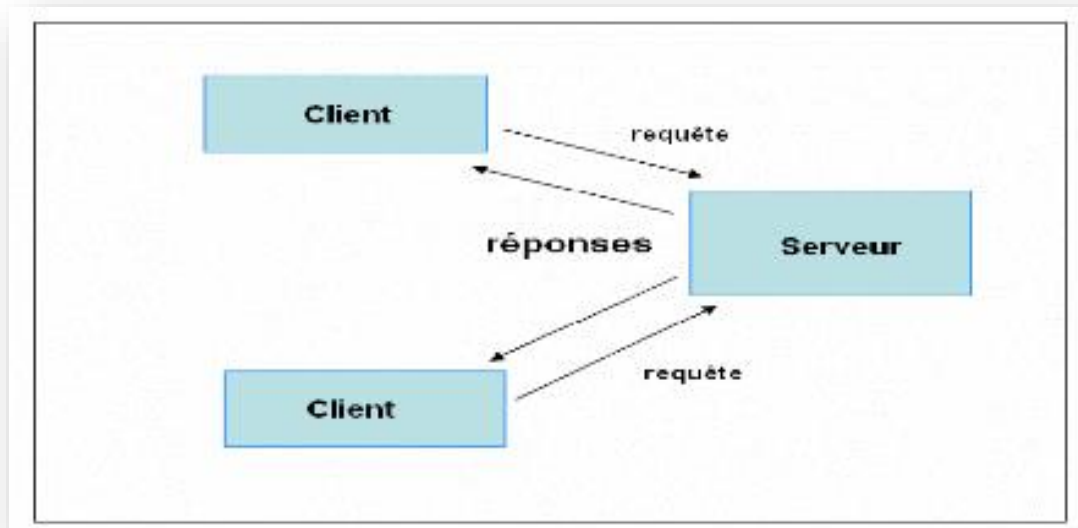 Client
requête
réponses
Serveur
requête
Client